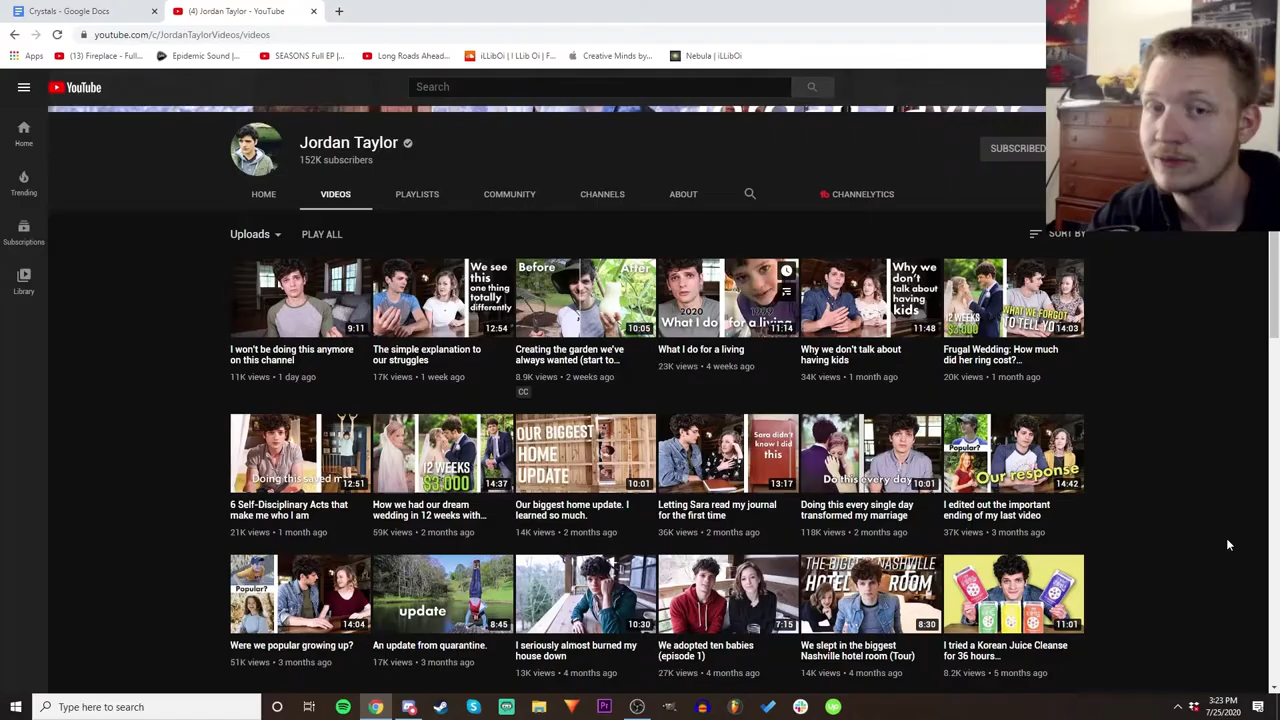 Crystals - Google Docs
(4) Jordan Taylor - YouTube
youtube.com/c/JordanTaylorVideos/videos
Apps
(13) Fireplace - Full...
Epidemic Sound |...
SEASONS Full EP |...
Long Roads Ahead...
iLLibOi | I LLib Oi | F...
Creative Minds by...
Nebula | iLLibOi
YouTube
Search
Home
Trending
Subscriptions
Library
Jordan Taylor
152K subscribers
SUBSCRIBED
HOME VIDEOS PLAYLISTS COMMUNITY CHANNELS ABOUT CHANNELYTICS
Uploads PLAY ALL SORT BY
9:11
We see
this
one thing
totally
differently
12:54
Before After
10:05
2020 1999
What I do for a living
11:14
Why we
don't
talk about
having
kids
11:48
12 WEEKS
$3,000
WHAT WE FORGOT
TO TELL YO
14:03
I won't be doing this anymore
on this channel
11K views • 1 day ago
The simple explanation to
our struggles
17K views • 1 week ago
Creating the garden we've
always wanted (start to...
8.9K views • 2 weeks ago
CC
What I do for a living
23K views • 4 weeks ago
Why we don't talk about
having kids
34K views • 1 month ago
Frugal Wedding: How much
did her ring cost?...
20K views • 1 month ago
Doing this saved m
12:51
12 WEEKS
$3,000
14:37
OUR BIGGEST
HOME
UPDATE
10:01
Sara didn't
know I did
this
13:17
Do this every day
10:01
Popular?
Our response
14:42
6 Self-Disciplinary Acts that
make me who I am
21K views • 1 month ago
How we had our dream
wedding in 12 weeks with...
59K views • 2 months ago
Our biggest home update. I
learned so much.
14K views • 2 months ago
Letting Sara read my journal
for the first time
36K views • 2 months ago
Doing this every single day
transformed my marriage
118K views • 2 months ago
I edited out the important
ending of my last video
37K views • 3 months ago
Popular?
14:04
update
8:45
10:30
7:15
THE BIGGEST NASHVILLE
HOTEL ROOM
8:30
11:01
Were we popular growing up?
51K views • 3 months ago
An update from quarantine.
17K views • 3 months ago
I seriously almost burned my
house down
13K views • 4 months ago
We adopted ten babies
(episode 1)
27K views • 4 months ago
We slept in the biggest
Nashville hotel room (Tour)
14K views • 4 months ago
I tried a Korean Juice Cleanse
for 36 hours...
8.2K views • 5 months ago
Type here to search
3:23 PM
7/25/2020